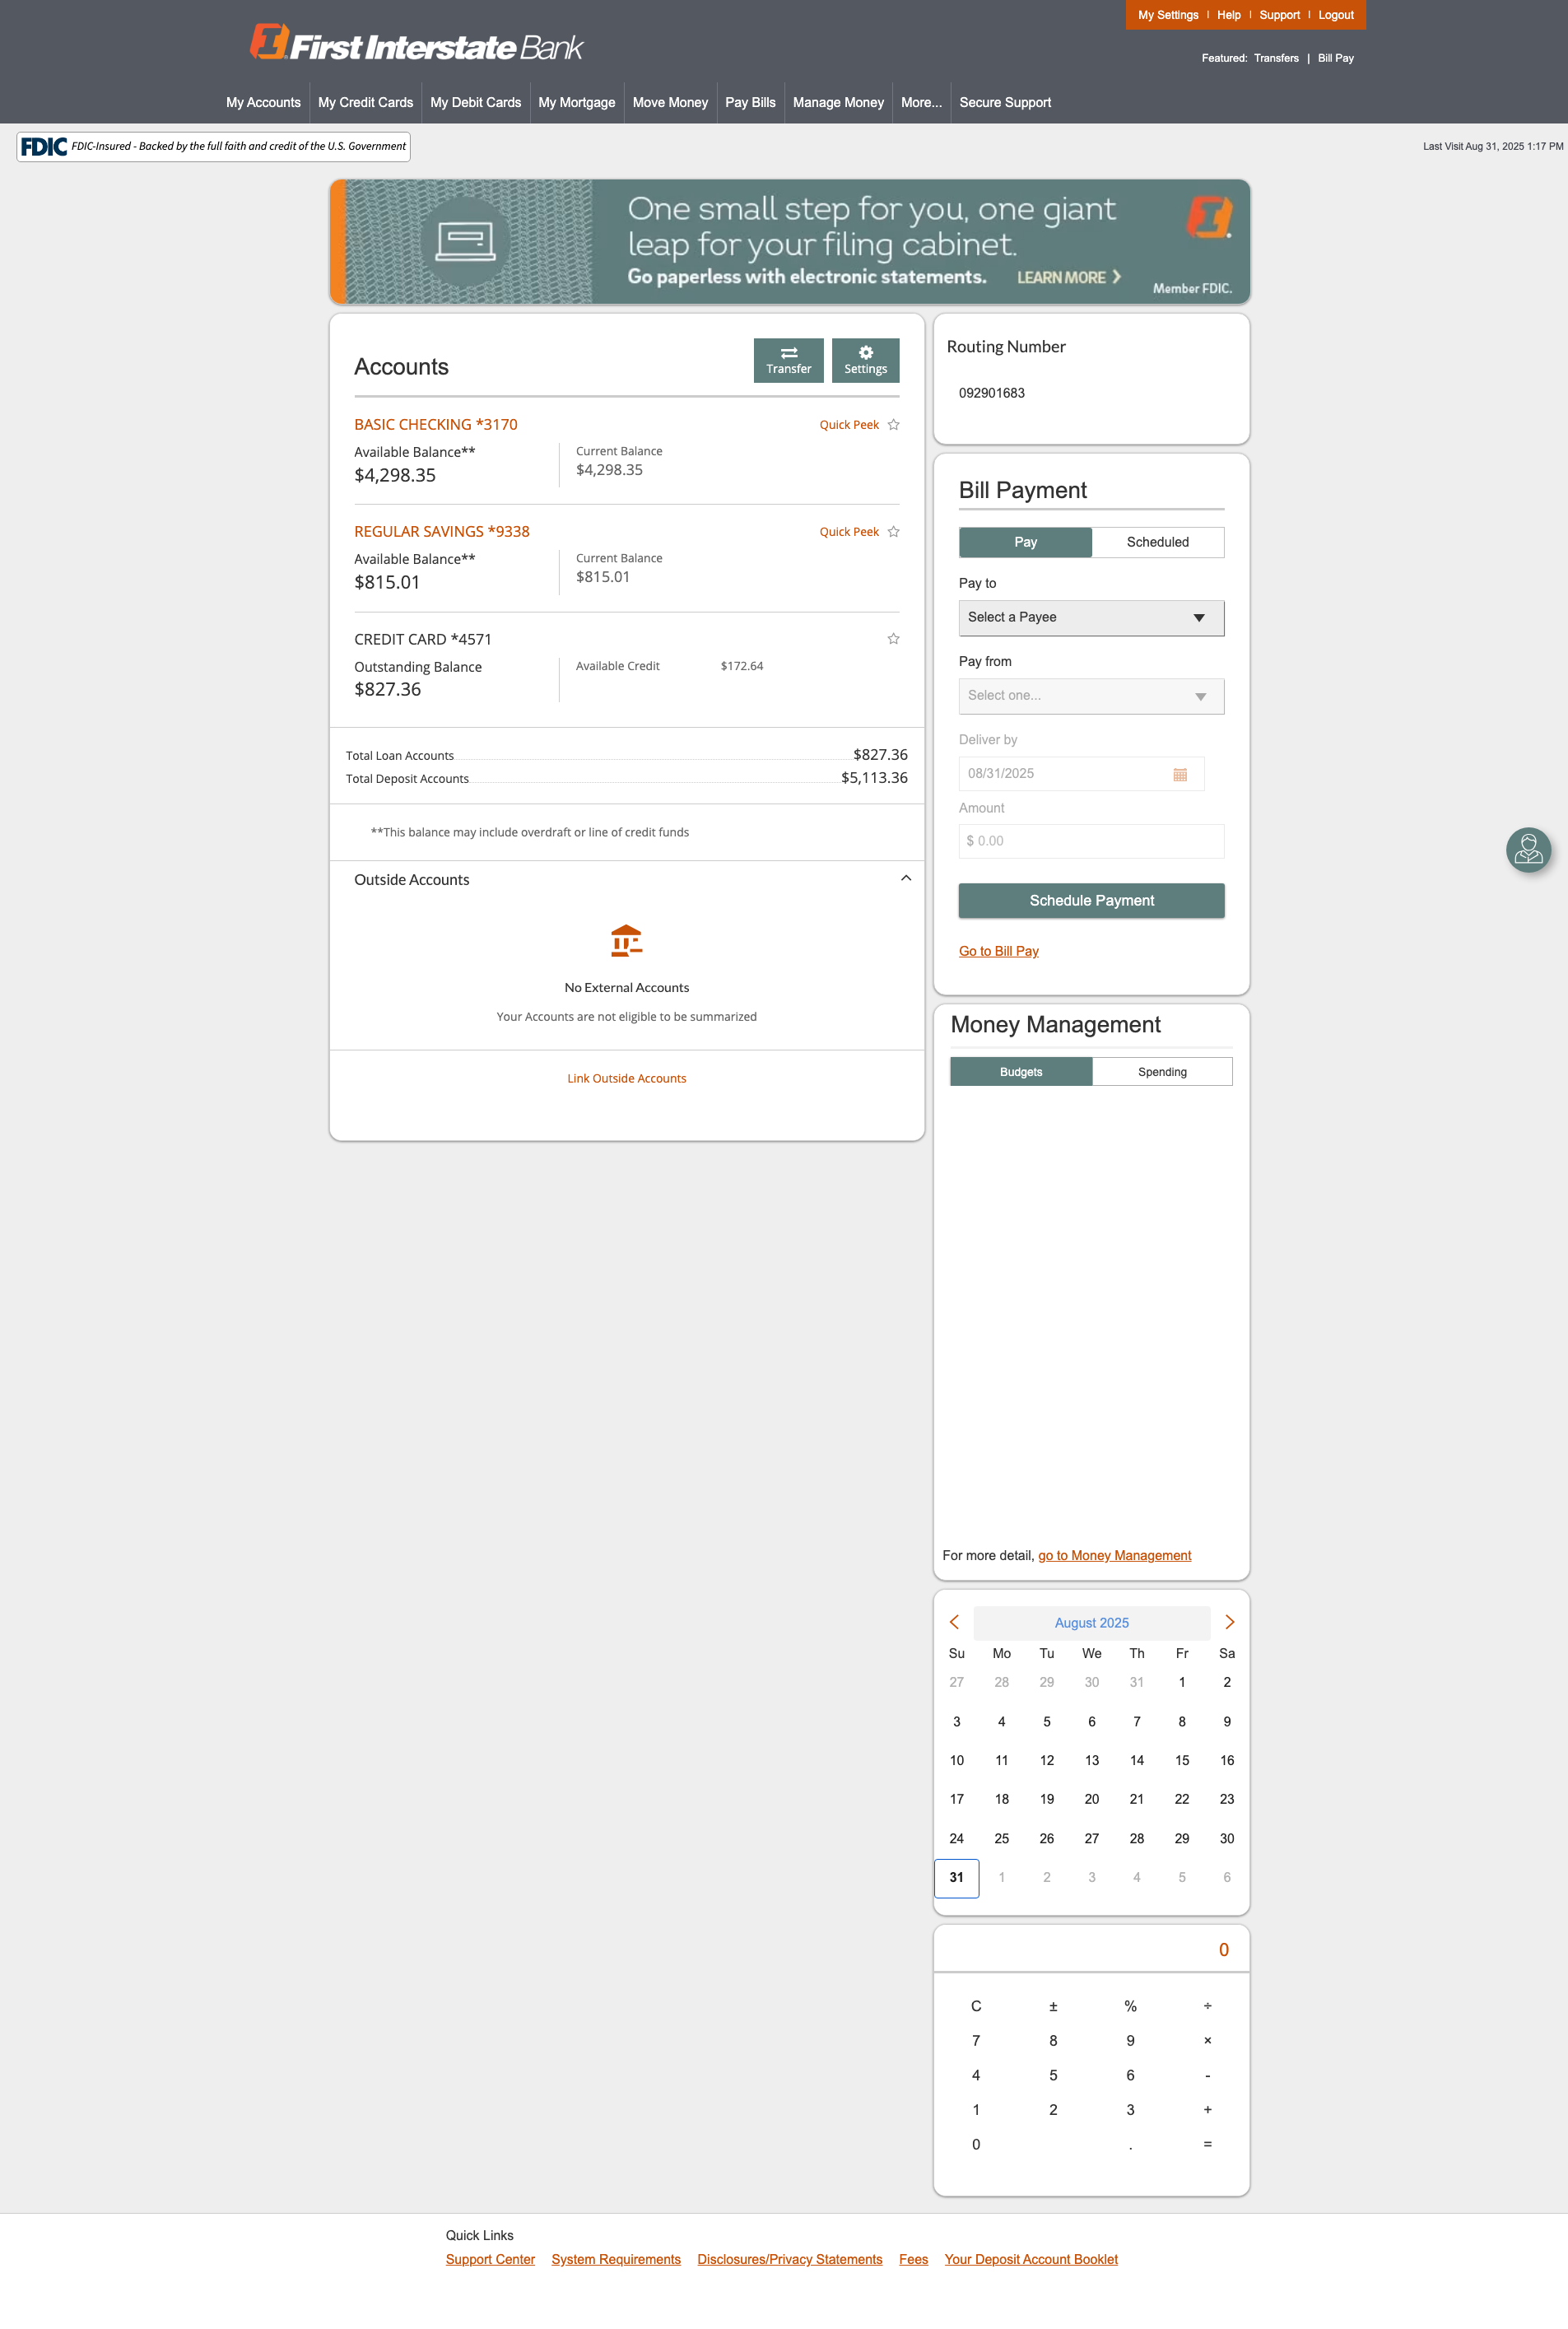 My Settings | Help | Support | Logout
First Interstate Bank
Featured: Transfers | Bill Pay
My Accounts My Credit Cards My Debit Cards My Mortgage Move Money Pay Bills Manage Money More... Secure Support
FDIC FDIC-Insured - Backed by the full faith and credit of the U.S. Government
Last Visit Aug 31, 2025 1:17 PM
One small step for you, one giant
leap for your filing cabinet.
Go paperless with electronic statements. LEARN MORE
Member FDIC.
Accounts
Transfer
Settings
BASIC CHECKING *3170
Quick Peek
Available Balance**
$4,298.35
Current Balance
$4,298.35
REGULAR SAVINGS *9338
Quick Peek
Available Balance**
$815.01
Current Balance
$815.01
CREDIT CARD *4571
Outstanding Balance
$827.36
Available Credit $172.64
Total Loan Accounts $827.36
Total Deposit Accounts $5,113.36
**This balance may include overdraft or line of credit funds
Outside Accounts
No External Accounts
Your Accounts are not eligible to be summarized
Link Outside Accounts
Routing Number
092901683
Bill Payment
Pay Scheduled
Pay to
Select a Payee
Pay from
Select one...
Deliver by
08/31/2025
Amount
$ 0.00
Schedule Payment
Go to Bill Pay
Money Management
Budgets Spending
For more detail, go to Money Management
August 2025
Su Mo Tu We Th Fr Sa
27 28 29 30 31 1 2
3 4 5 6 7 8 9
10 11 12 13 14 15 16
17 18 19 20 21 22 23
24 25 26 27 28 29 30
31 1 2 3 4 5 6
0
C ± % ÷
7 8 9 ×
4 5 6 -
1 2 3 +
0 . =
Quick Links
Support Center System Requirements Disclosures/Privacy Statements Fees Your Deposit Account Booklet